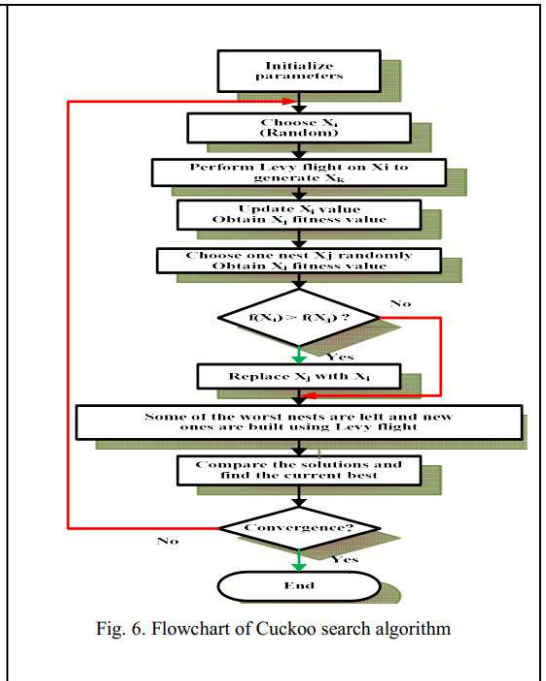 Initialize
parameters
Choose Xi
(Random)
Perform Levy flight on Xi to
generate Xk
Update Xi value
Obtain Xi fitness value
Choose one nest Xj randomly
Obtain Xj fitness value
No
f(Xi) > f(Xj) ?
Yes
Replace Xj with Xi
Some of the worst nests are left and new
ones are built using Levy flight
Compare the solutions and
find the current best
Convergence?
No
Yes
End
Fig. 6. Flowchart of Cuckoo search algorithm